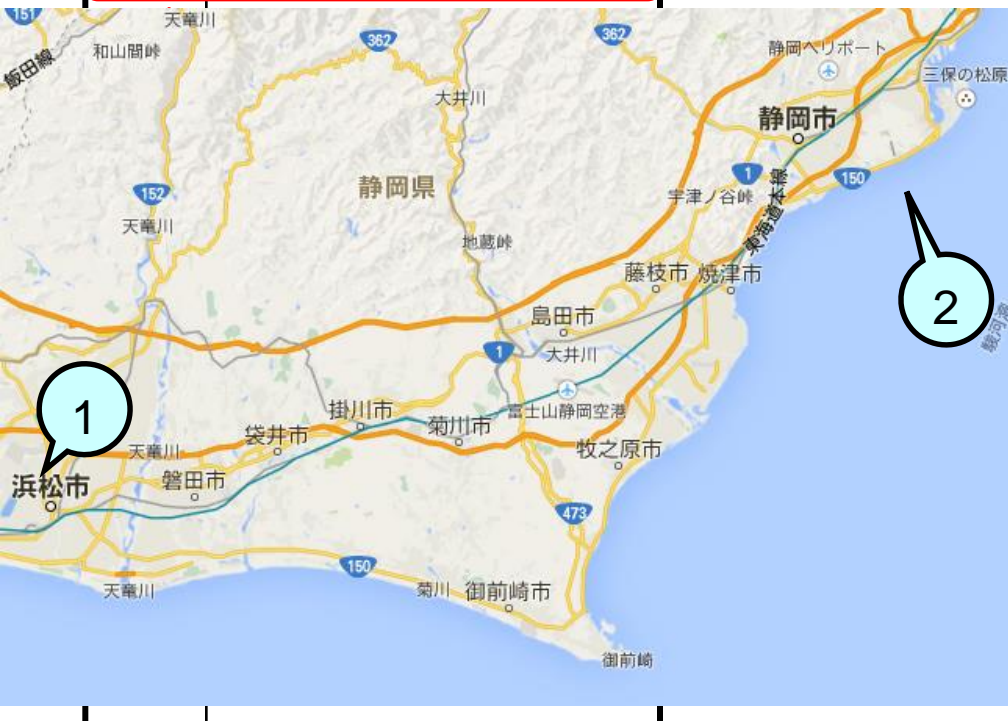 151
天竜川
362
362
和山間峠
静岡ヘリポート
飯田線
三保の松原
大井川
静岡市
1
150
静岡県
152
宇津ノ谷峠
東海道本線
天竜川
地蔵峠
藤枝市
焼津市
2
駿河湾
島田市
1
大井川
1
富士山静岡空港
掛川市
菊川市
袋井市
天竜川
牧之原市
浜松市
磐田市
473
150
天竜川
菊川
御前崎市
御前崎